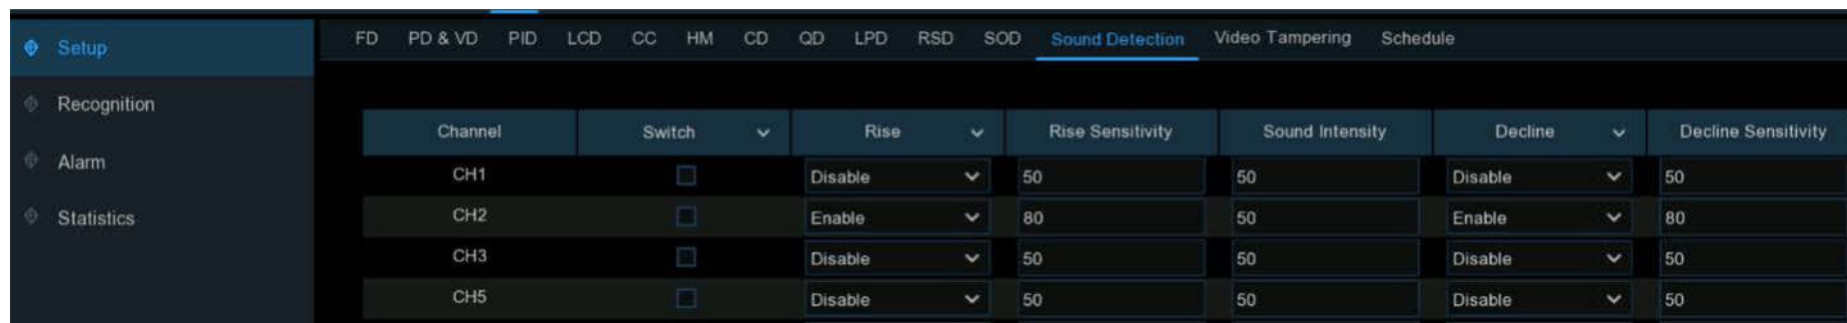 Setup
Recognition
Alarm
Statistics
FD PD & VD PID LCD CC HM CD QD LPD RSD SOD Sound Detection Video Tampering Schedule
Channel Switch Rise Rise Sensitivity Sound Intensity Decline Decline Sensitivity
CH1 Disable 50 50 Disable 50
CH2 Enable 80 50 Enable 80
CH3 Disable 50 50 Disable 50
CH5 Disable 50 50 Disable 50